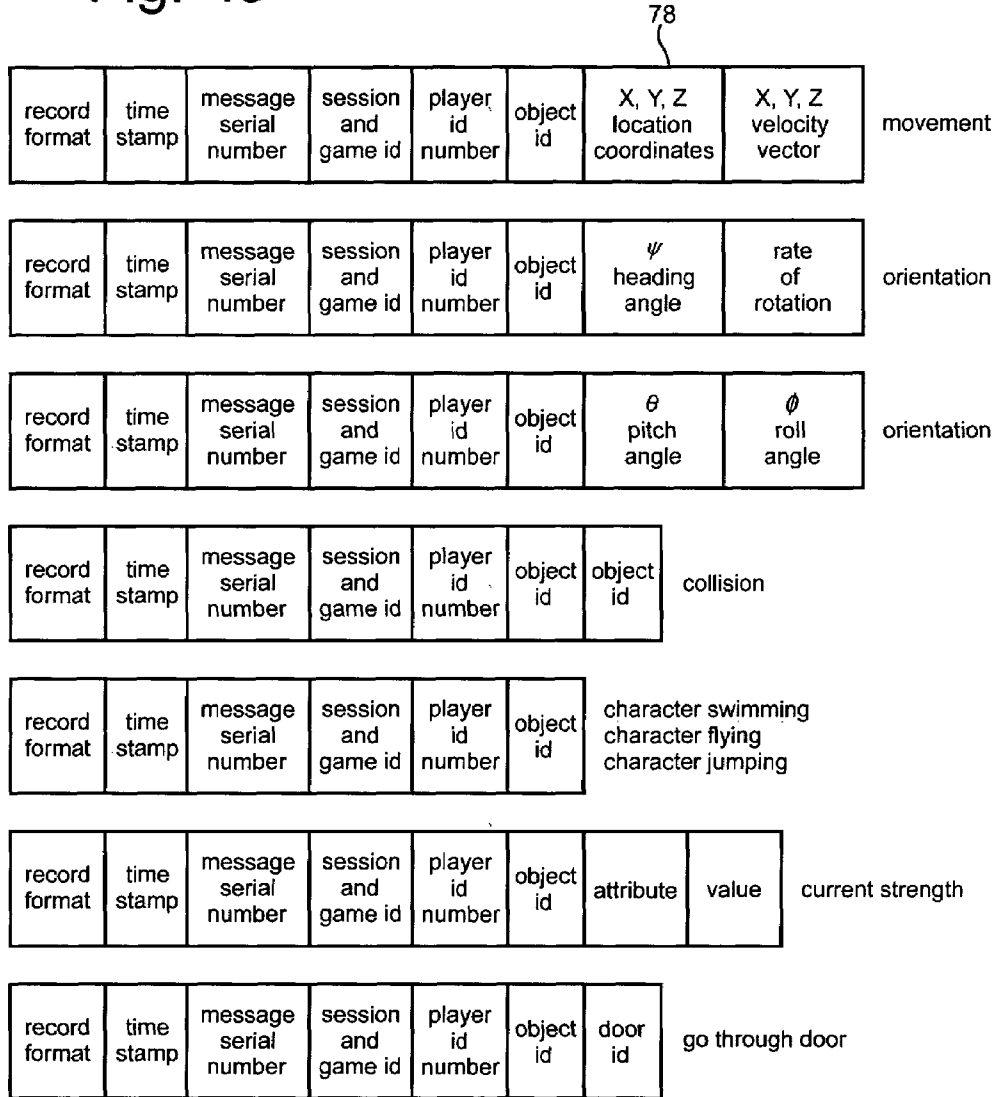 78
record format time stamp message serial number session and game id player id number object id X, Y, Z location coordinates X, Y, Z velocity vector movement
record format time stamp message serial number session and game id player id number object id ψ heading angle rate of rotation orientation
record format time stamp message serial number session and game id player id number object id θ pitch angle ϕ roll angle orientation
record format time stamp message serial number session and game id player id number object id object id collision
record format time stamp message serial number session and game id player id number object id character swimming character flying character jumping
record format time stamp message serial number session and game id player id number object id attribute value current strength
record format time stamp message serial number session and game id player id number object id door id go through door